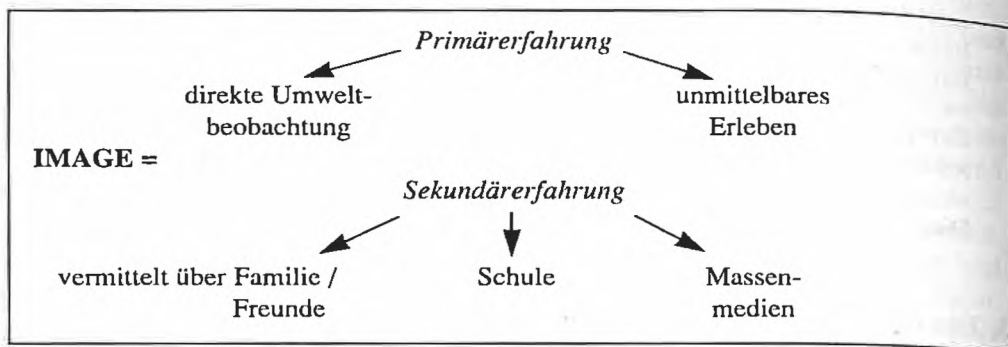 Primärerfahrung
direkte Umwelt-
beobachtung
unmittelbares
Erleben
IMAGE =
Sekundärerfahrung
vermittelt über Familie /
Freunde
Schule
Massen-
medien